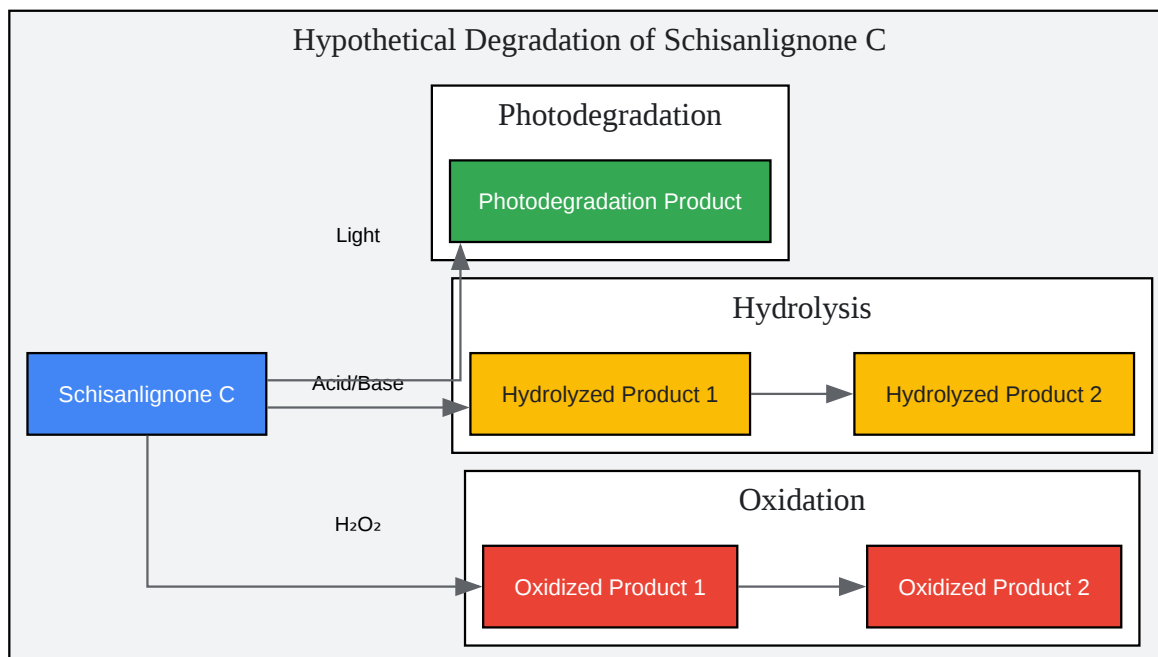 Hypothetical Degradation of Schisanlignone C
Photodegradation
Photodegradation Product
Light
Hydrolysis
Schisanlignone C
Acid/Base
Hydrolyzed Product 1
Hydrolyzed Product 2
Oxidation
H₂O₂
Oxidized Product 1
Oxidized Product 2